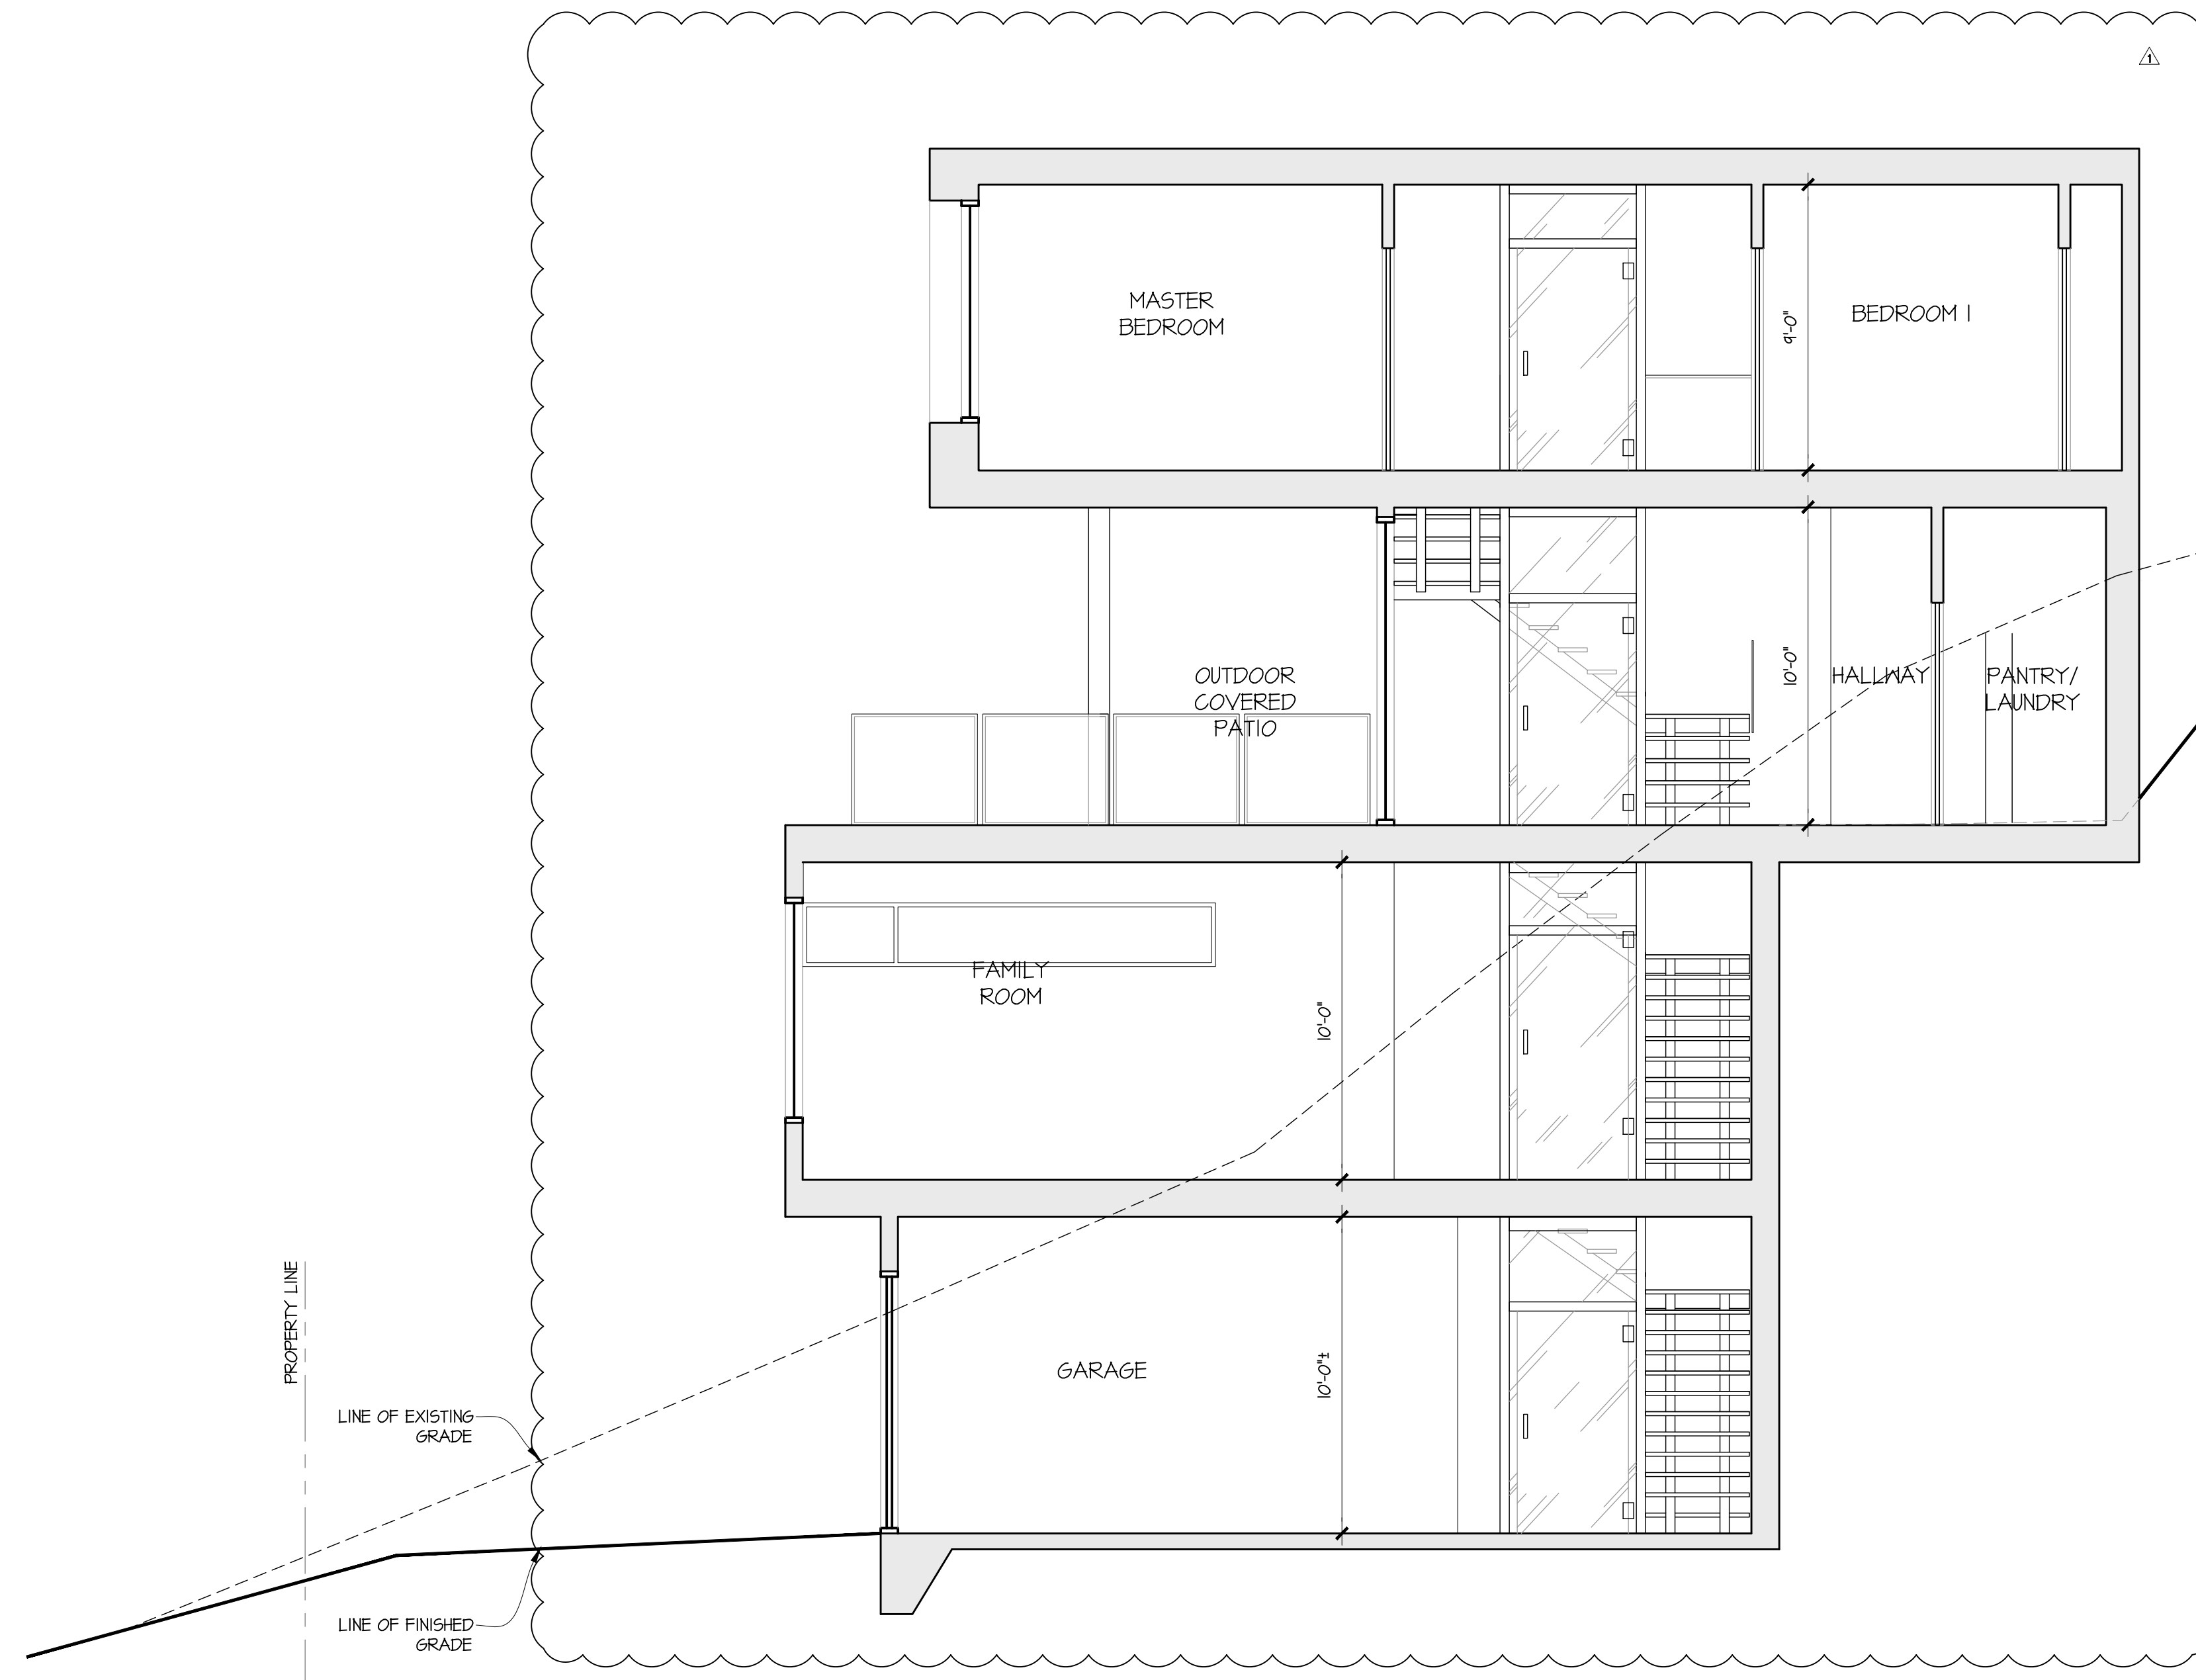 1
MASTER
BEDROOM
9'-0"
BEDROOM 1
OUTDOOR
COVERED
PATIO
10'-0"
HALLWAY
PANTRY/
LAUNDRY
FAMILY
ROOM
10'-0"
PROPERTY LINE
GARAGE
10'-0"±
LINE OF EXISTING
GRADE
LINE OF FINISHED
GRADE